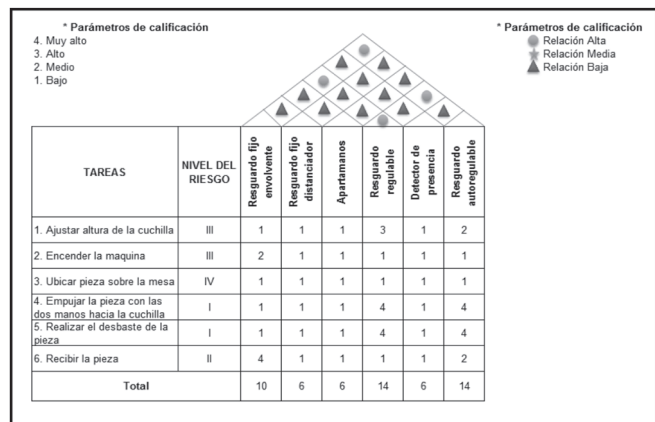 * Parámetros de calificación
4. Muy alto
3. Alto
2. Medio
1. Bajo
* Parámetros de calificación
Relación Alta
Relación Media
Relación Baja
TAREAS
NIVEL DEL
RIESGO
Resguardo fijo
envolvente
Resguardo fijo
distanciador
Apartamanos
Resguardo
regulable
Detector de
presencia
Resguardo
autoregulable
1. Ajustar altura de la cuchilla III 1 1 1 3 1 2
2. Encender la maquina III 2 1 1 1 1 1
3. Ubicar pieza sobre la mesa IV 1 1 1 1 1 1
4. Empujar la pieza con las
dos manos hacia la cuchilla I 1 1 1 4 1 4
5. Realizar el desbaste de la
pieza I 1 1 1 4 1 4
6. Recibir la pieza II 4 1 1 1 1 2
Total 10 6 6 14 6 14